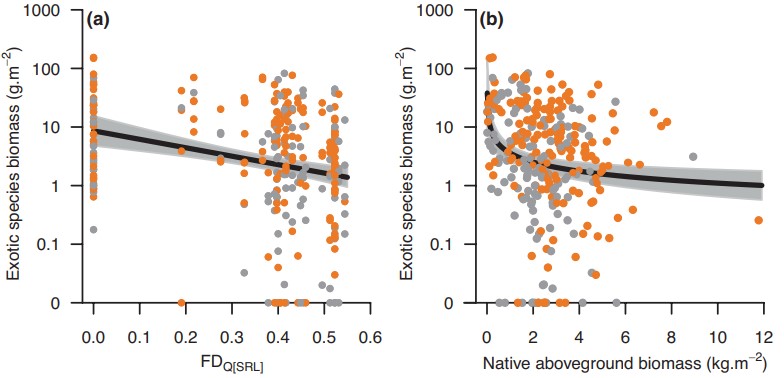 (a)
Exotic species biomass (g.m−2)
1000
100
10
1
0.1
0
0.0 0.1 0.2 0.3 0.4 0.5 0.6
FDQ[SRL]
(b)
Exotic species biomass (g.m−2)
1000
100
10
1
0.1
0
0 2 4 6 8 10 12
Native aboveground biomass (kg.m−2)